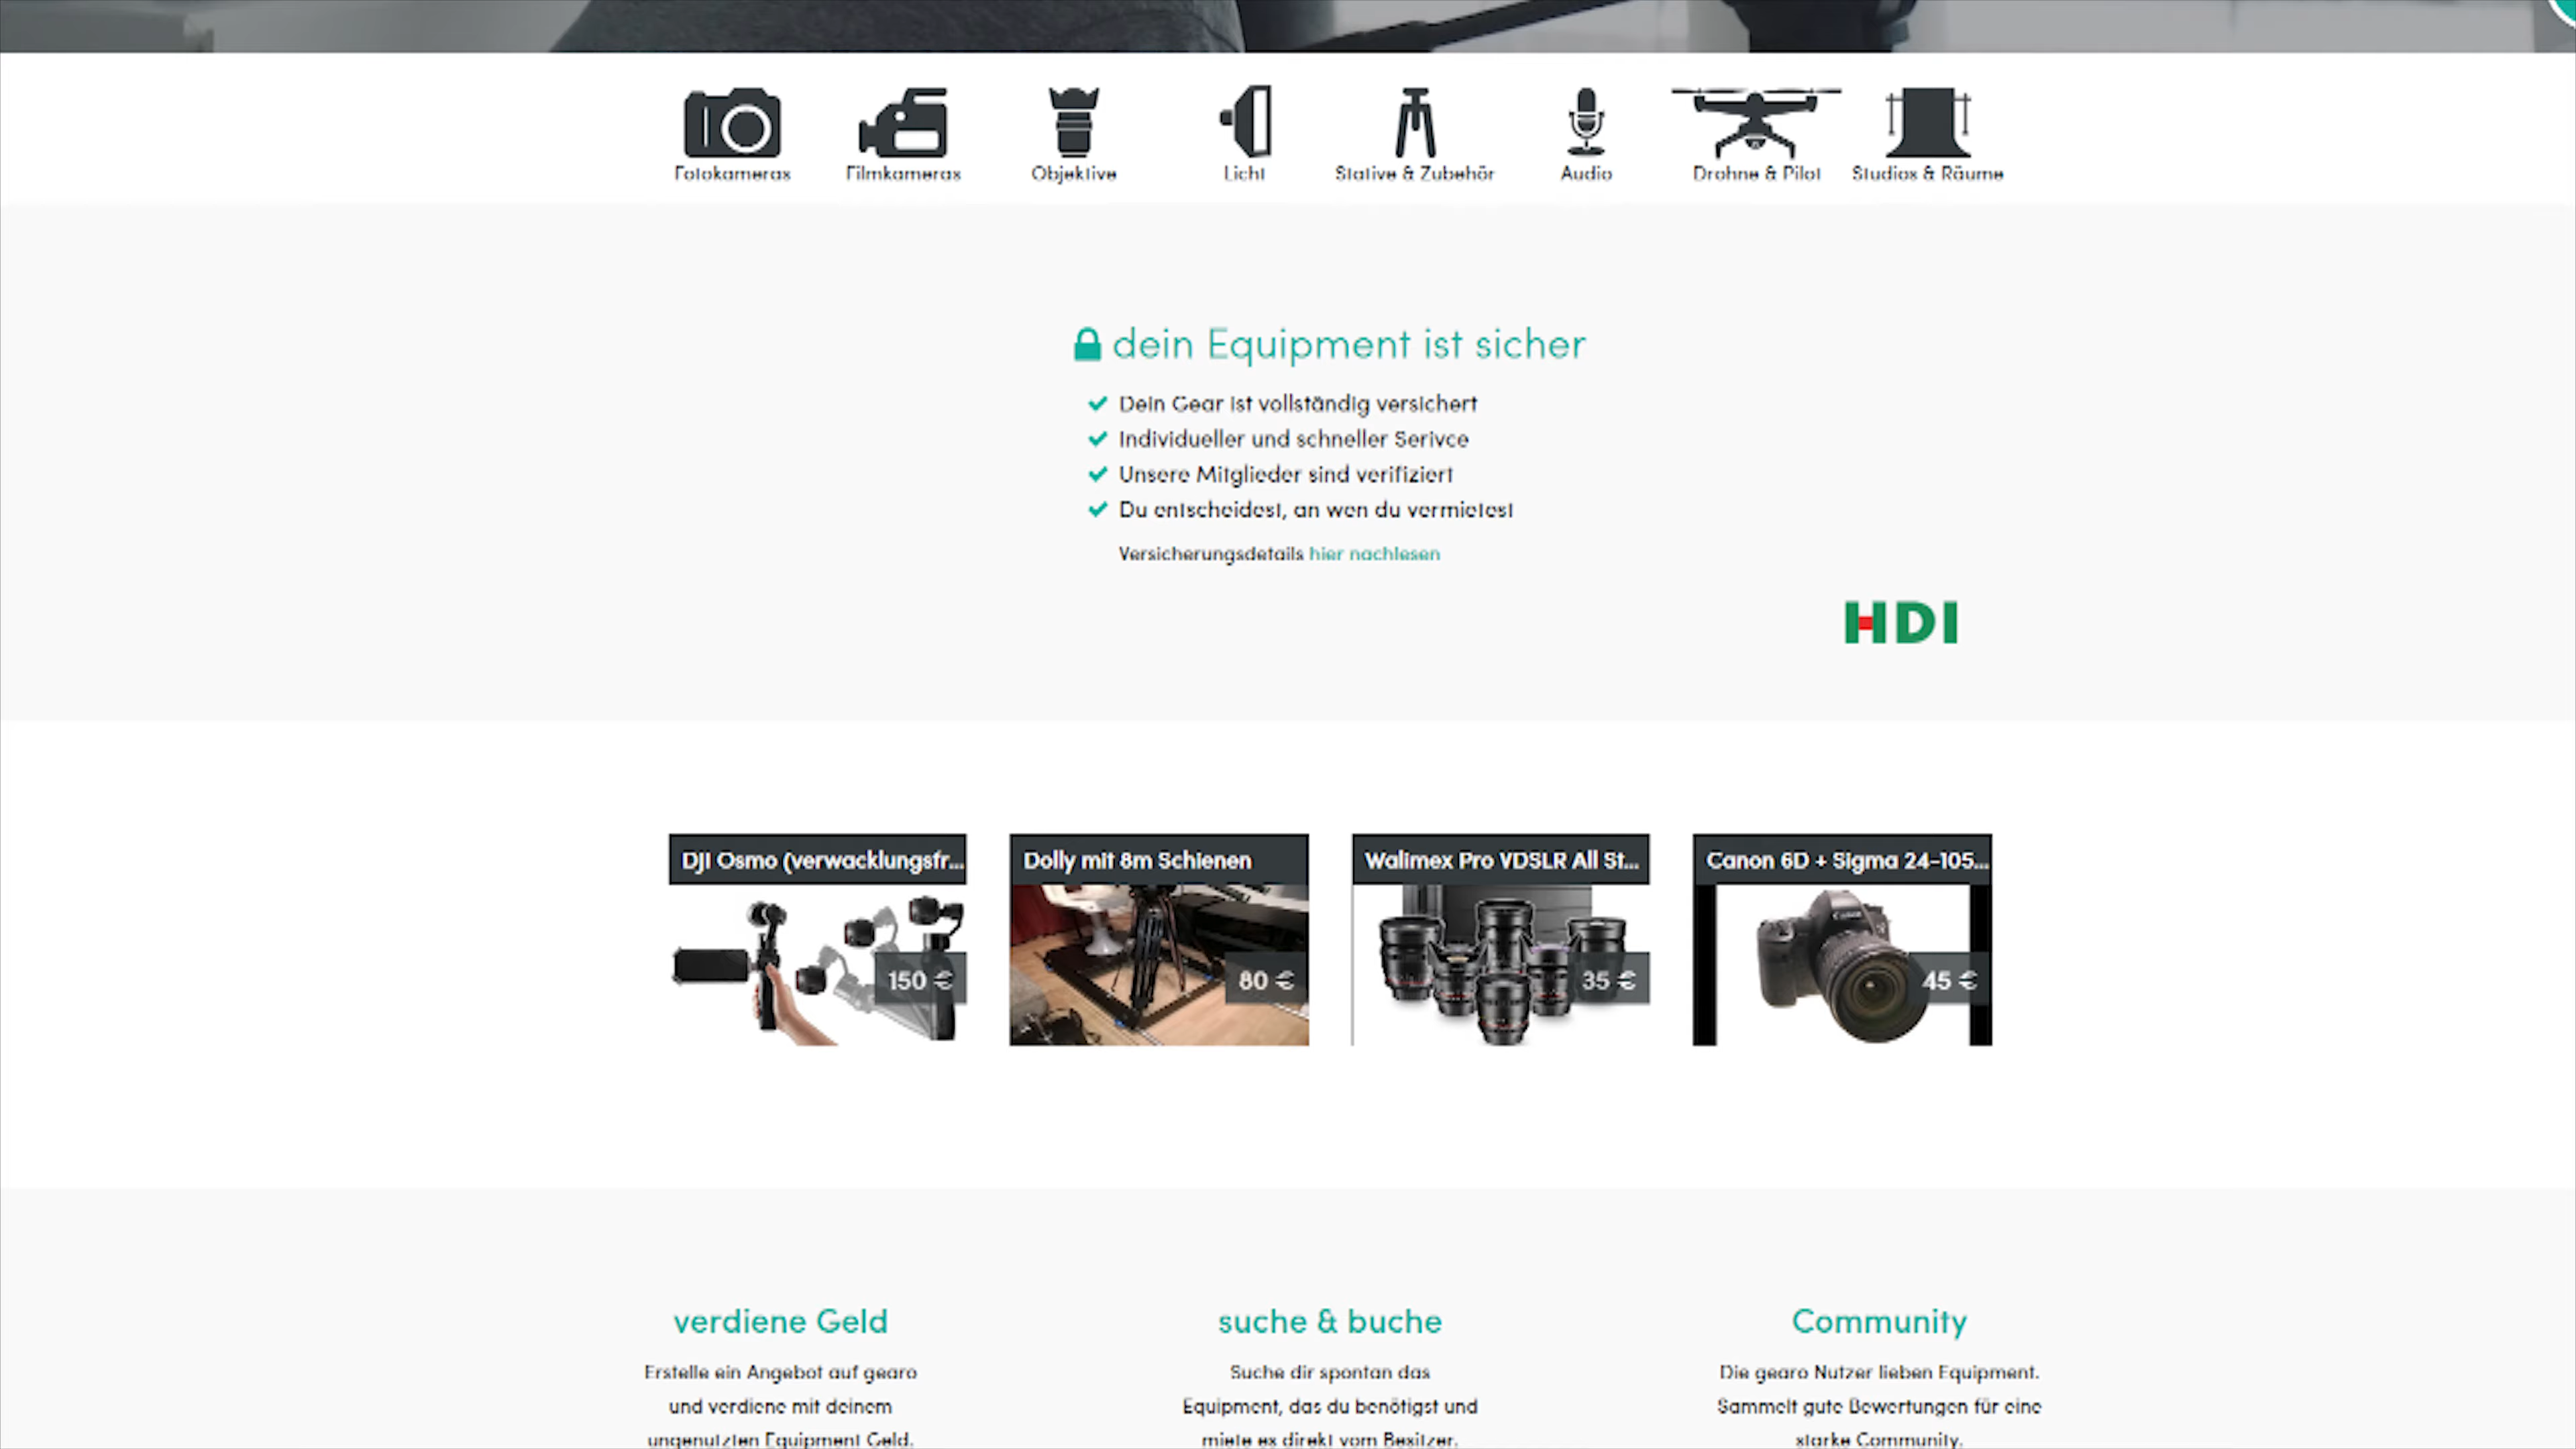 Fotokameras
Filmkameras
Objektive
Licht
Stative & Zubehör
Audio
Drohne & Pilot
Studios & Räume
dein Equipment ist sicher
Dein Gear ist vollständig versichert
Individueller und schneller Serivce
Unsere Mitglieder sind verifiziert
Du entscheidest, an wen du vermietest
Versicherungsdetails hier nachlesen
HDI
DJI Osmo (verwacklungsfr...
150 €
Dolly mit 8m Schienen
80 €
Walimex Pro VDSLR All St...
35 €
Canon 6D + Sigma 24-105...
Canon
45 €
verdiene Geld
Erstelle ein Angebot auf gearo
und verdiene mit deinem
ungenutzten Equipment Geld.
suche & buche
Suche dir spontan das
Equipment, das du benötigst und
miete es direkt vom Besitzer.
Community
Die gearo Nutzer lieben Equipment.
Sammelt gute Bewertungen für eine
starke Community.